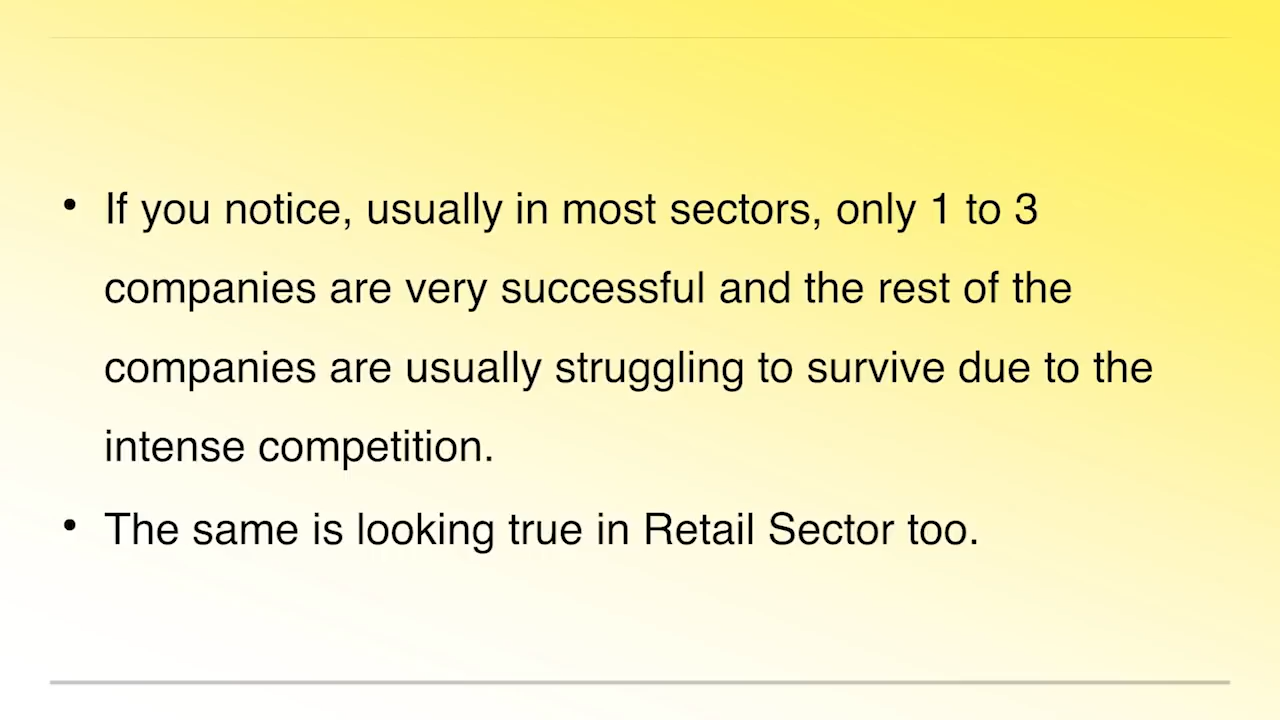 • If you notice, usually in most sectors, only 1 to 3
companies are very successful and the rest of the
companies are usually struggling to survive due to the
intense competition.
• The same is looking true in Retail Sector too.